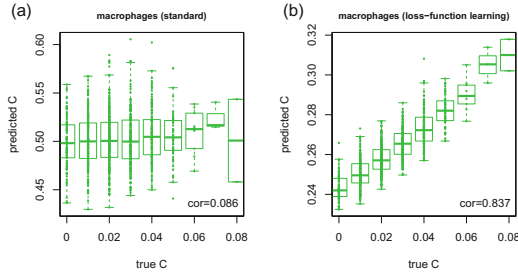 (a)
macrophages (standard)
predicted C
0.60
0.55
0.50
0.45
cor=0.086
0 0.02 0.04 0.06 0.08
true C
(b)
macrophages (loss−function learning)
predicted C
0.32
0.30
0.28
0.26
0.24
cor=0.837
0 0.02 0.04 0.06 0.08
true C